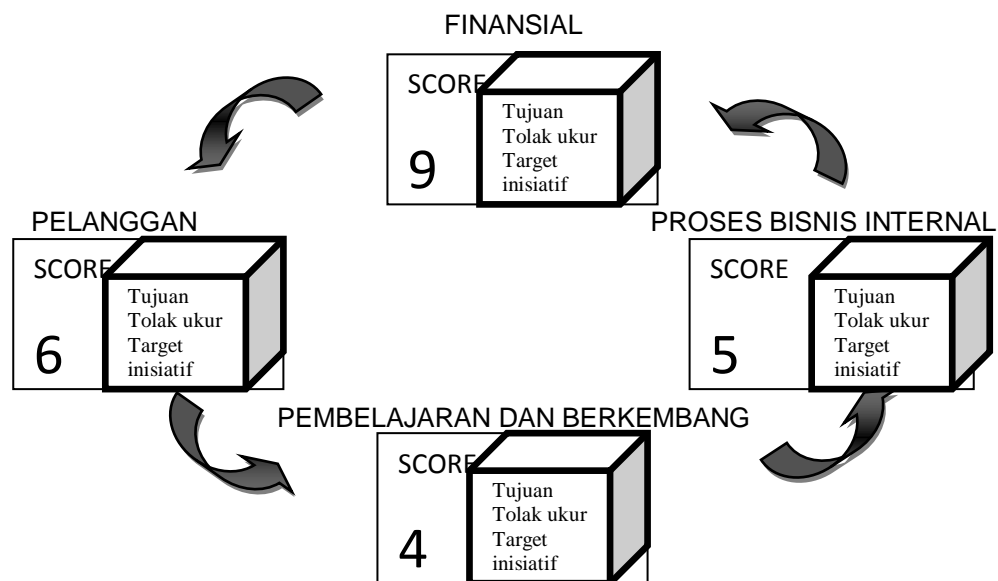 FINANSIAL
SCORE
9
Tujuan
Tolak ukur
Target
inisiatif
PELANGGAN
SCORE
6
Tujuan
Tolak ukur
Target
inisiatif
PROSES BISNIS INTERNAL
SCORE
5
Tujuan
Tolak ukur
Target
inisiatif
PEMBELAJARAN DAN BERKEMBANG
SCORE
4
Tujuan
Tolak ukur
Target
inisiatif